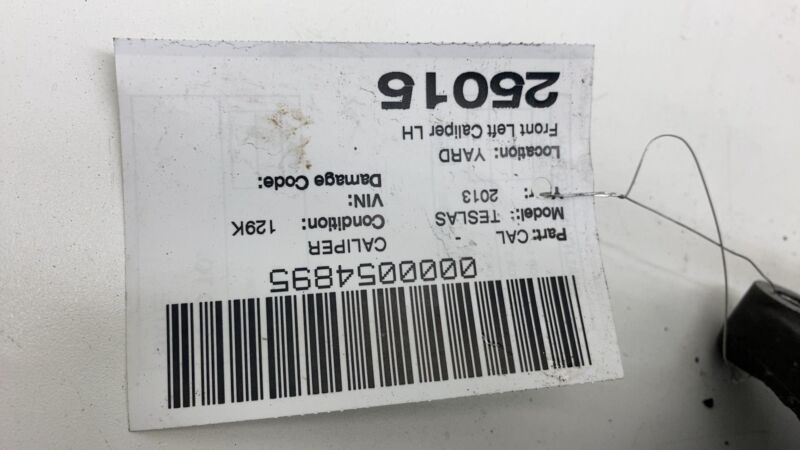 0000054895
Part: CAL - CALIPER
Model:: TESLAS Condition: 129K
Yr: 2013 VIN:
Damage Code:
Location: YARD
Front Left Caliper LH
25015